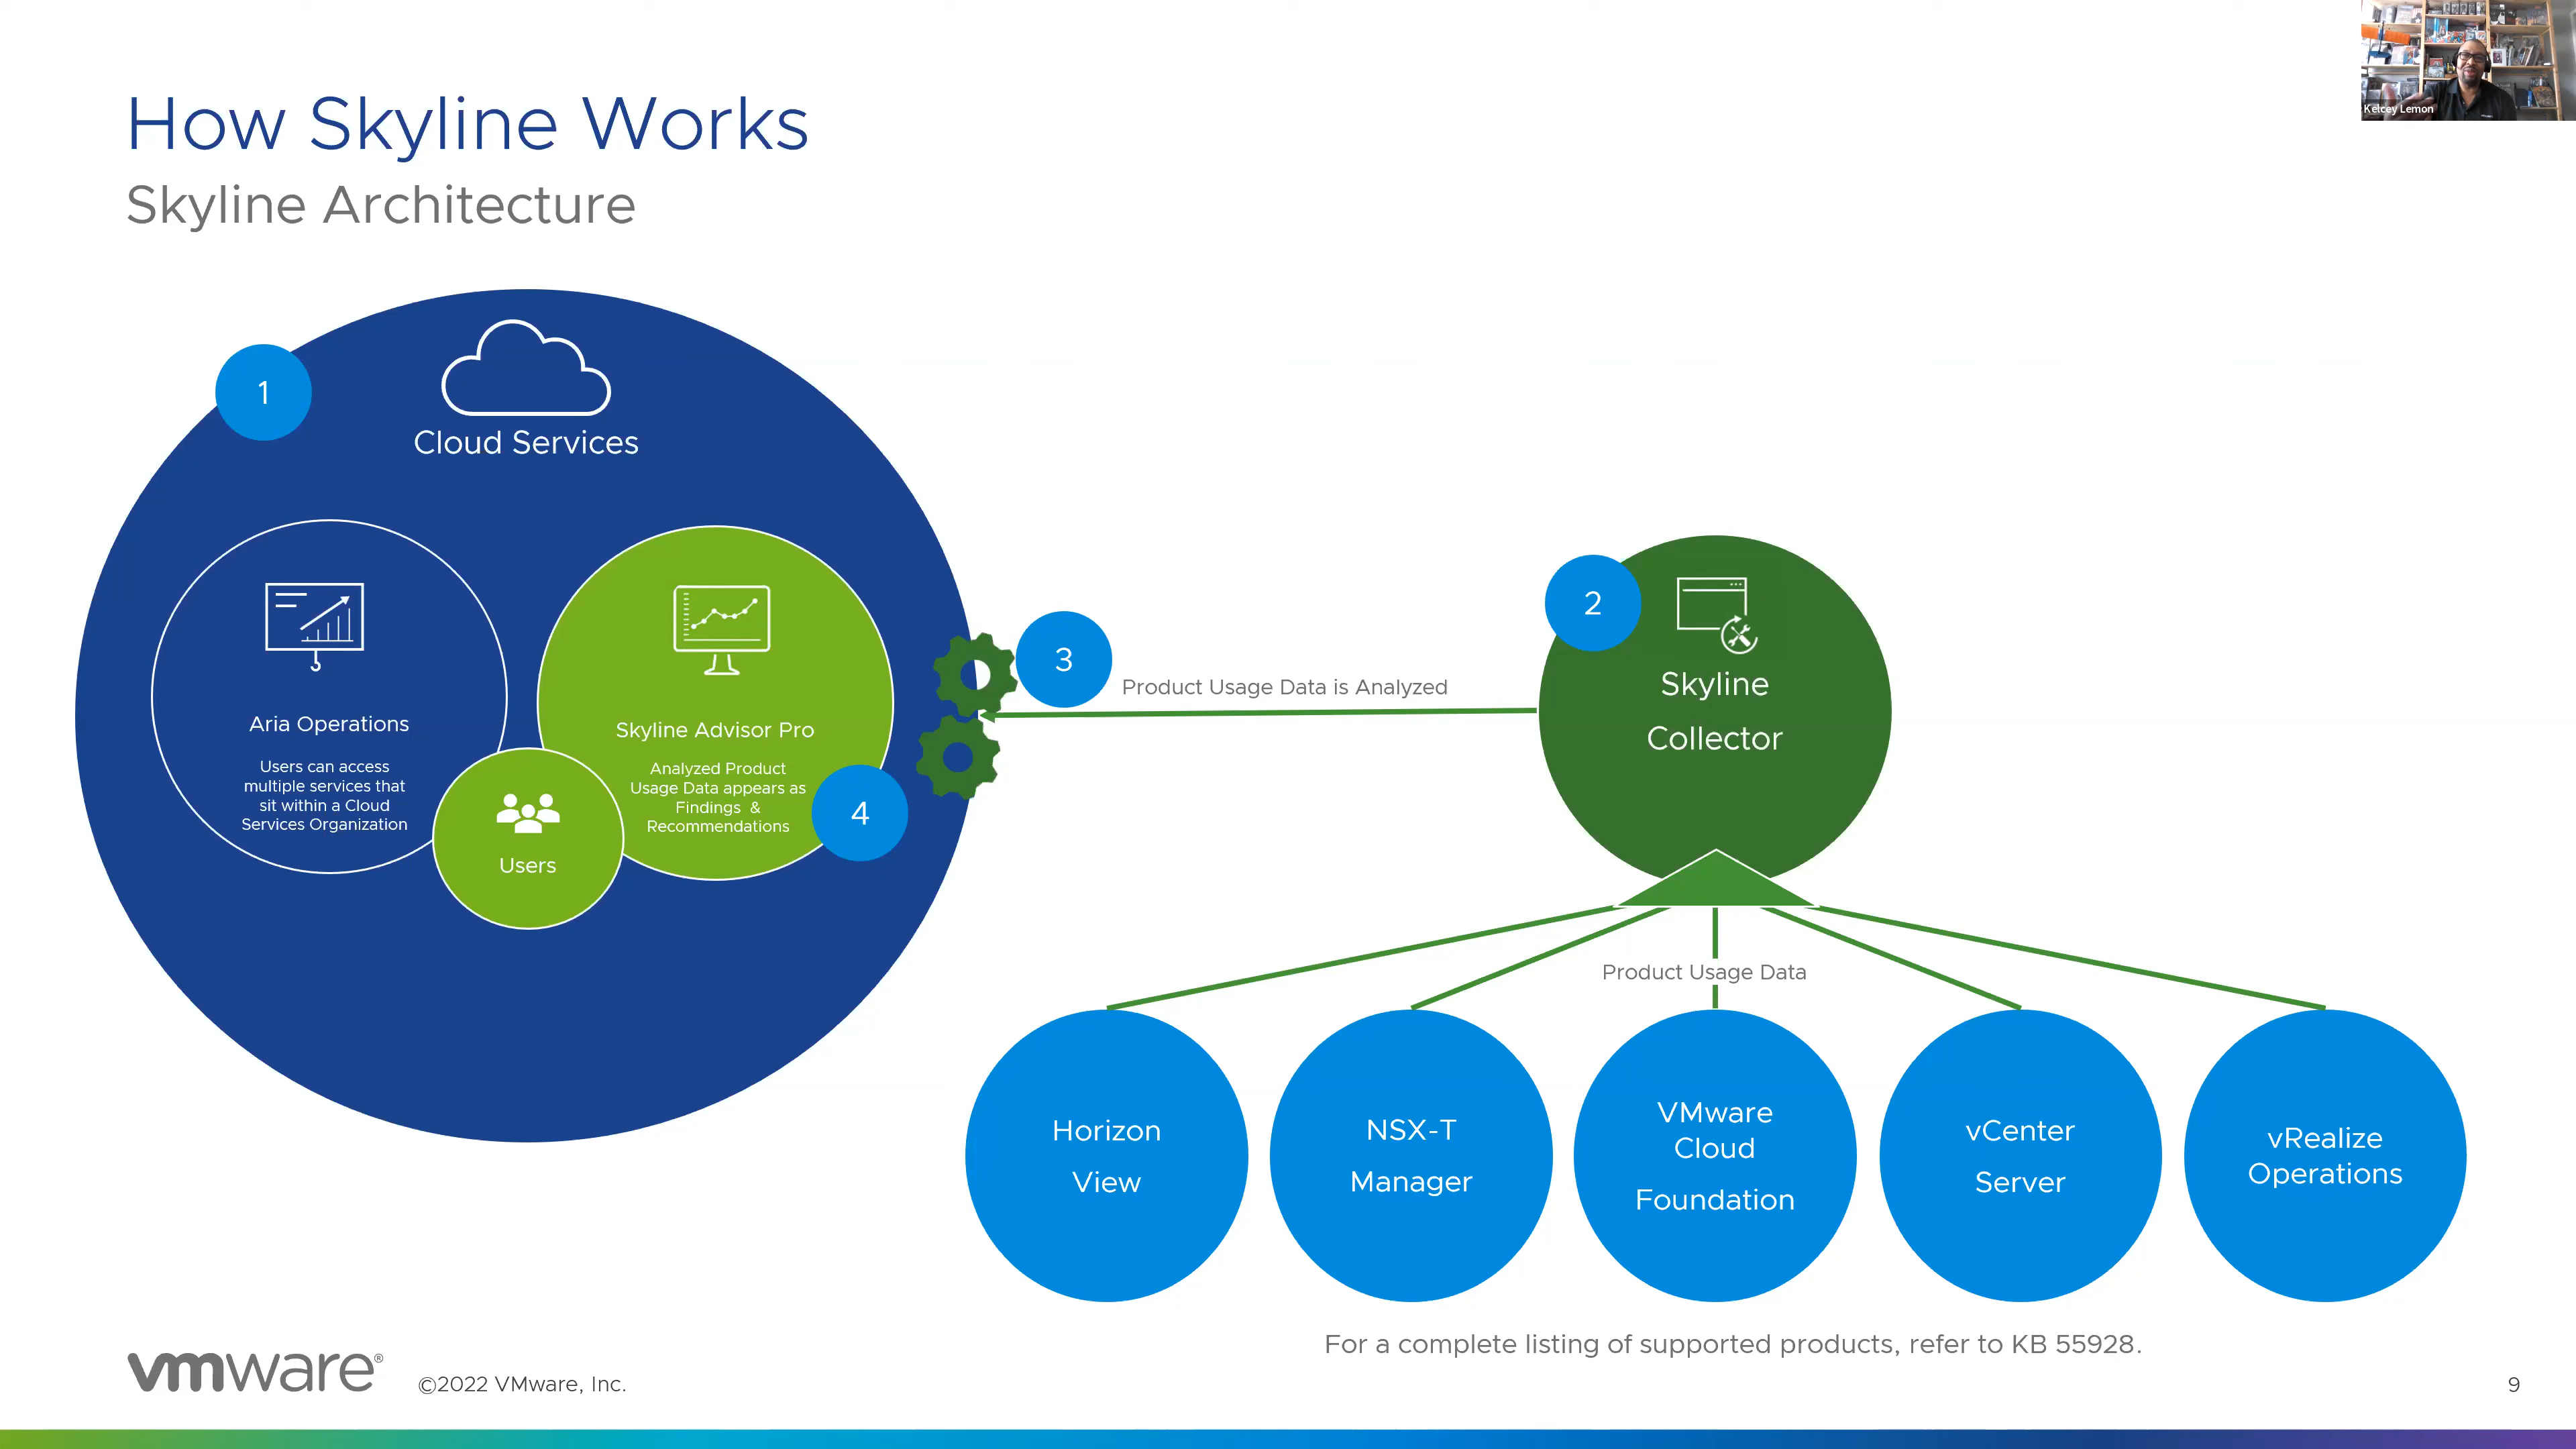 Kelcey Lemon
How Skyline Works
Skyline Architecture
1
Cloud Services
Aria Operations
Users can access
multiple services that
sit within a Cloud
Services Organization
Skyline Advisor Pro
Analyzed Product
Usage Data appears as
Findings &
Recommendations
4
Users
3
Product Usage Data is Analyzed
2
Skyline
Collector
Product Usage Data
Horizon
View
NSX-T
Manager
VMware
Cloud
Foundation
vCenter
Server
vRealize
Operations
For a complete listing of supported products, refer to KB 55928.
vmware®
©2022 VMware, Inc.
9